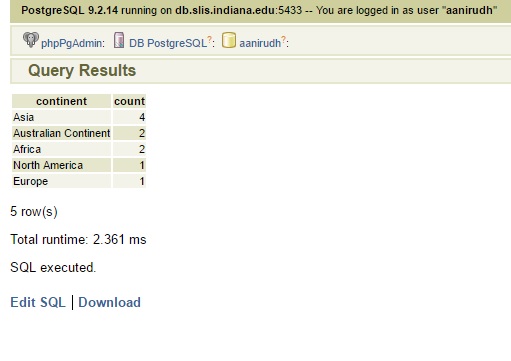 PostgreSQL 9.2.14 running on db.slis.indiana.edu:5433 -- You are logged in as user "aanirudh"
phpPgAdmin: DB PostgreSQL?: aanirudh?:
Query Results
continent count
Asia 4
Australian Continent 2
Africa 2
North America 1
Europe 1
5 row(s)
Total runtime: 2.361 ms
SQL executed.
Edit SQL | Download